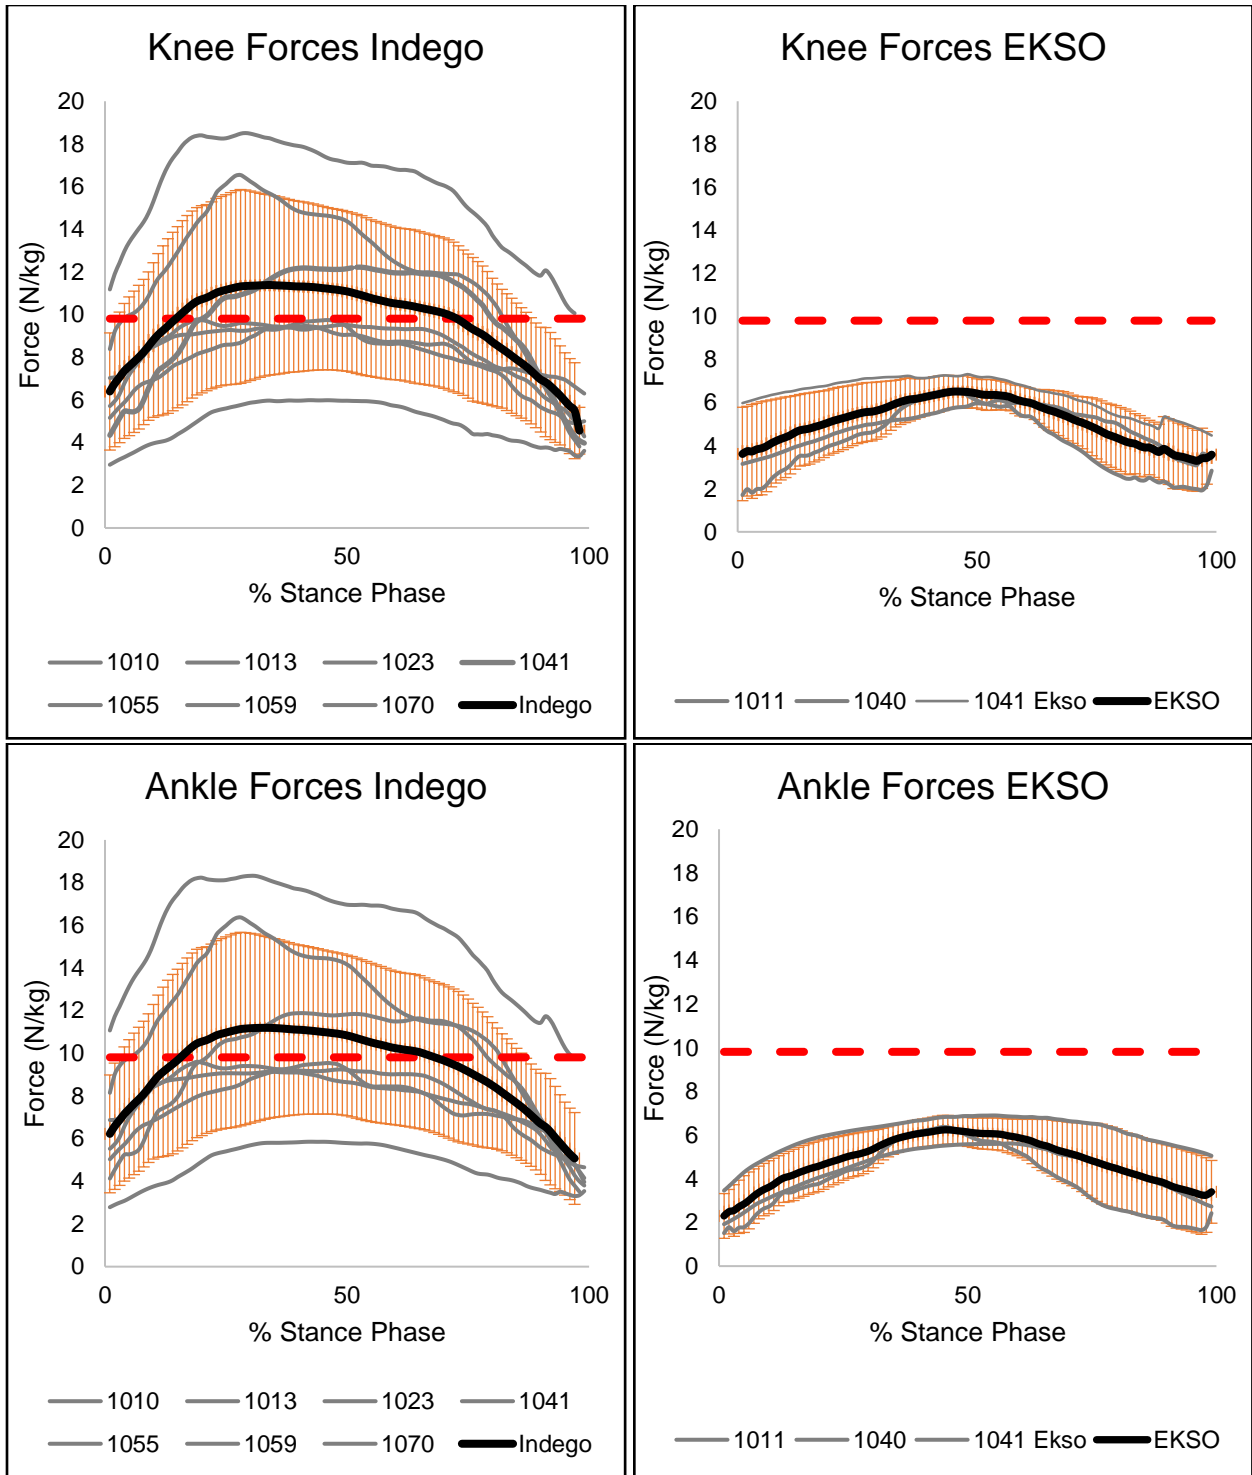 Knee Forces Indego
20
18
16
14
12
10
8
6
4
2
0
Force (N/kg)
0 50 100
% Stance Phase
1010 1013 1023 1041
1055 1059 1070 Indego
Knee Forces EKSO
20
18
16
14
12
10
8
6
4
2
0
Force (N/kg)
0 50 100
% Stance Phase
1011 1040 1041 Ekso EKSO
Ankle Forces Indego
20
18
16
14
12
10
8
6
4
2
0
Force (N/kg)
0 50 100
% Stance Phase
1010 1013 1023 1041
1055 1059 1070 Indego
Ankle Forces EKSO
20
18
16
14
12
10
8
6
4
2
0
Force (N/kg)
0 50 100
% Stance Phase
1011 1040 1041 Ekso EKSO